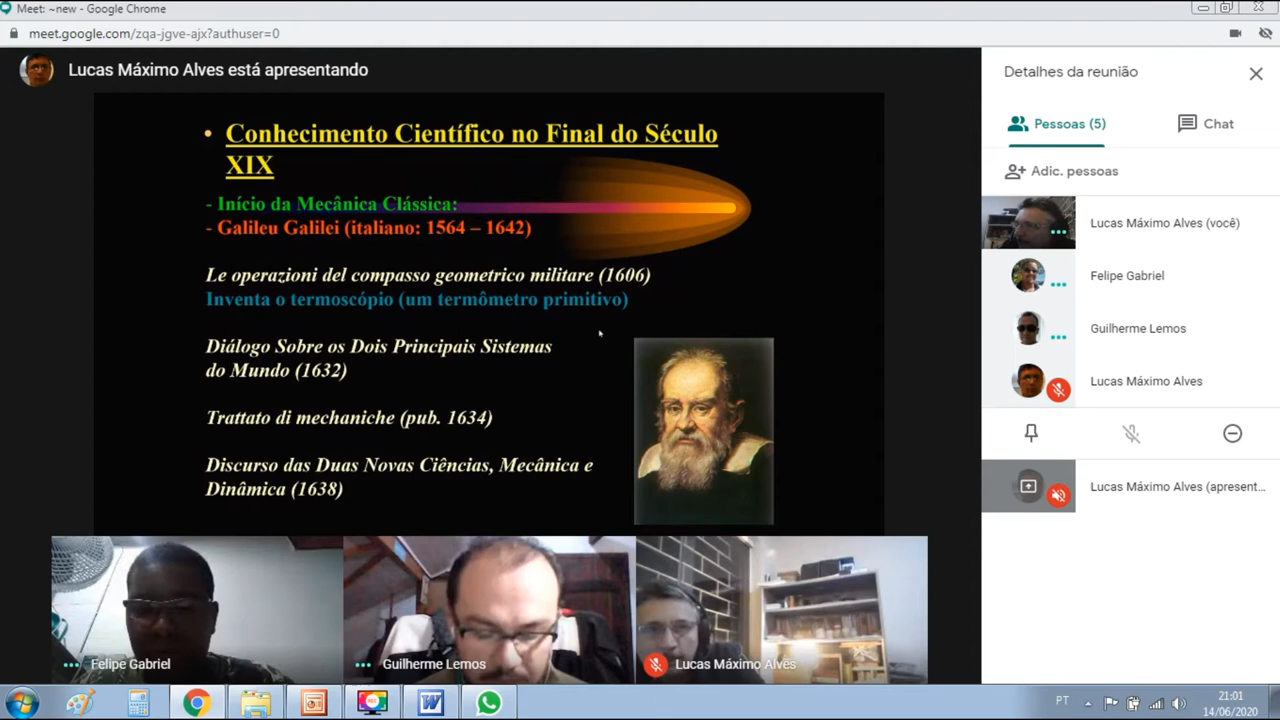 Meet: ~new - Google Chrome
meet.google.com/zqa-jgve-ajx?authuser=0
Lucas Máximo Alves está apresentando
• Conhecimento Científico no Final do Século
XIX
- Início da Mecânica Clássica:
- Galileu Galilei (italiano: 1564 – 1642)
Le operazioni del compasso geometrico militare (1606)
Inventa o termoscópio (um termômetro primitivo)
Diálogo Sobre os Dois Principais Sistemas
do Mundo (1632)
Trattato di mechaniche (pub. 1634)
Discurso das Duas Novas Ciências, Mecânica e
Dinâmica (1638)
Felipe Gabriel
Guilherme Lemos
Lucas Máximo Alves
Detalhes da reunião
Pessoas (5)
Chat
Adic. pessoas
Lucas Máximo Alves (você)
Felipe Gabriel
Guilherme Lemos
Lucas Máximo Alves
Lucas Máximo Alves (apresent...
PT
21:01
14/06/2020